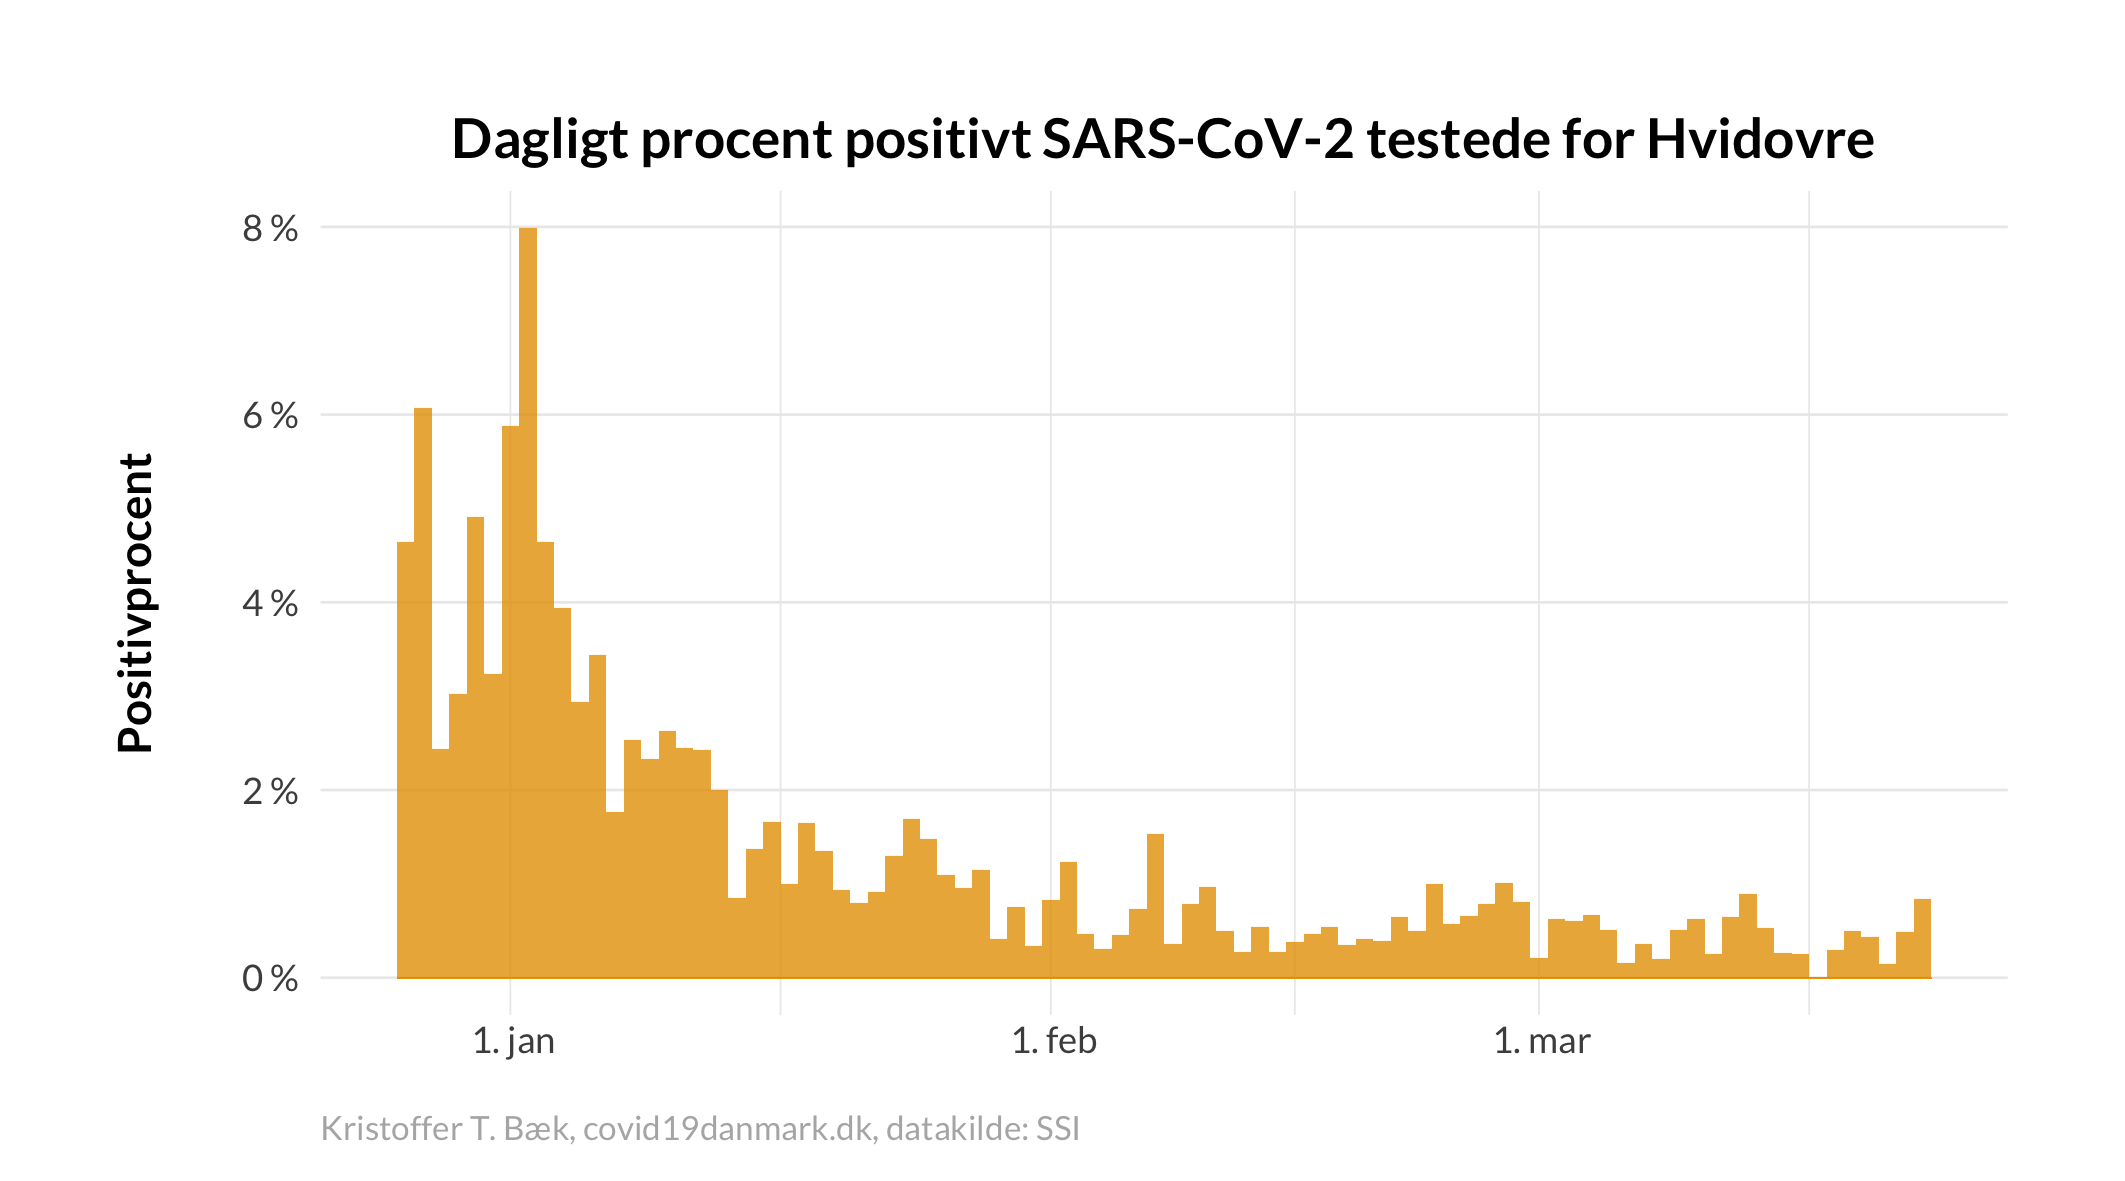 Dagligt procent positivt SARS-CoV-2 testede for Hvidovre
Positivprocent
8 %
6 %
4 %
2 %
0 %
1. jan
1. feb
1. mar
Kristoffer T. Bæk, covid19danmark.dk, datakilde: SSI